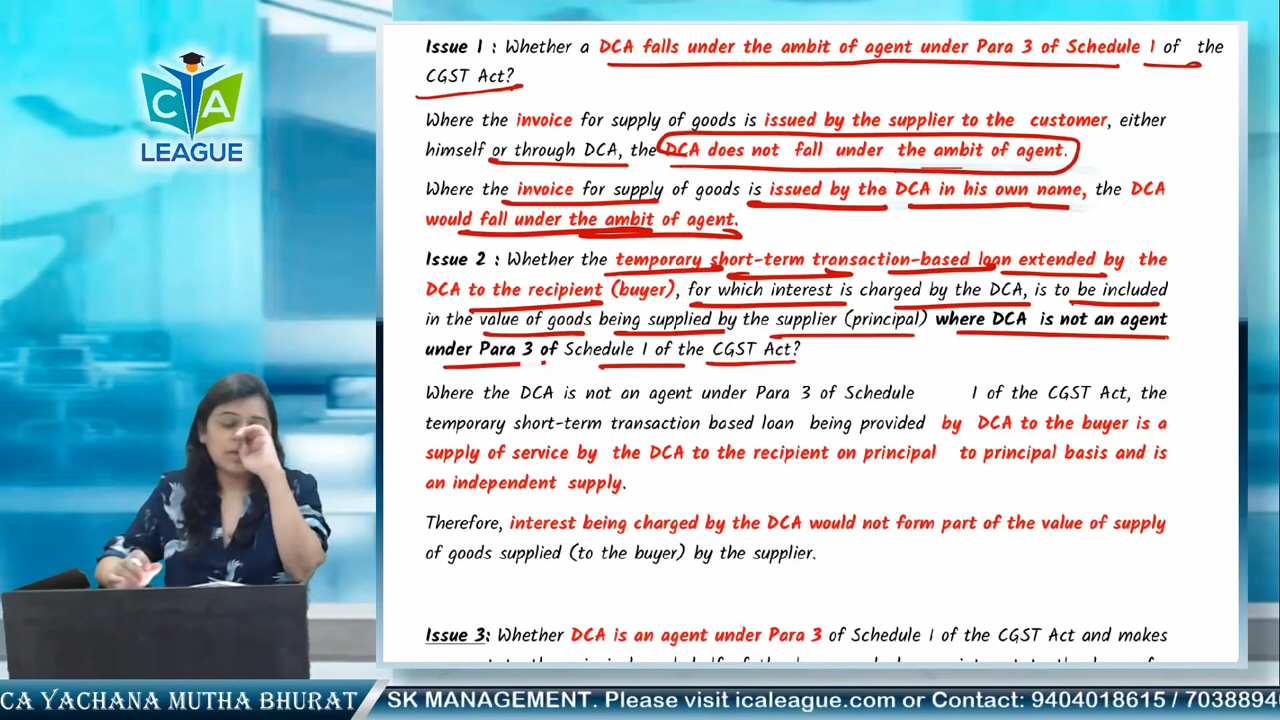 CA
LEAGUE
Issue 1 : Whether a DCA falls under the ambit of agent under Para 3 of Schedule 1 of the
CGST Act?
Where the invoice for supply of goods is issued by the supplier to the customer, either
himself or through DCA, the DCA does not fall under the ambit of agent.
Where the invoice for supply of goods is issued by the DCA in his own name, the DCA
would fall under the ambit of agent.
Issue 2 : Whether the temporary short-term transaction-based loan extended by the
DCA to the recipient (buyer), for which interest is charged by the DCA, is to be included
in the value of goods being supplied by the supplier (principal) where DCA is not an agent
under Para 3 of Schedule 1 of the CGST Act?
Where the DCA is not an agent under Para 3 of Schedule 1 of the CGST Act, the
temporary short-term transaction based loan being provided by DCA to the buyer is a
supply of service by the DCA to the recipient on principal to principal basis and is
an independent supply.
Therefore, interest being charged by the DCA would not form part of the value of supply
of goods supplied (to the buyer) by the supplier.
Issue 3: Whether DCA is an agent under Para 3 of Schedule 1 of the CGST Act and makes
CA YACHANA MUTHA BHURAT
SK MANAGEMENT. Please visit icaleague.com or Contact: 9404018615 / 7038894